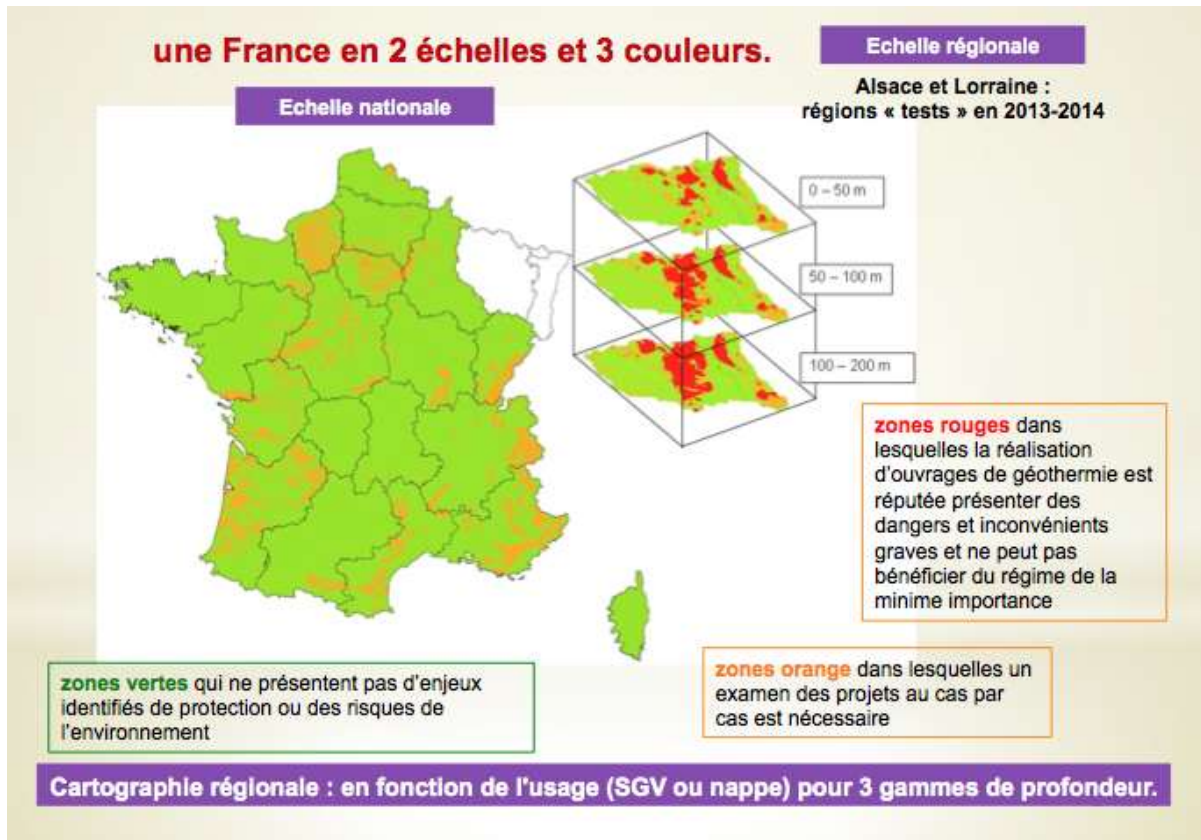 une France en 2 échelles et 3 couleurs.
Echelle régionale
Echelle nationale
Alsace et Lorraine :
régions « tests » en 2013-2014
0 – 50 m
50 – 100 m
100 – 200 m
zones rouges dans
lesquelles la réalisation
d'ouvrages de géothermie est
réputée présenter des
dangers et inconvénients
graves et ne peut pas
bénéficier du régime de la
minime importance
zones vertes qui ne présentent pas d'enjeux
identifiés de protection ou des risques de
l'environnement
zones orange dans lesquelles un
examen des projets au cas par
cas est nécessaire
Cartographie régionale : en fonction de l'usage (SGV ou nappe) pour 3 gammes de profondeur.